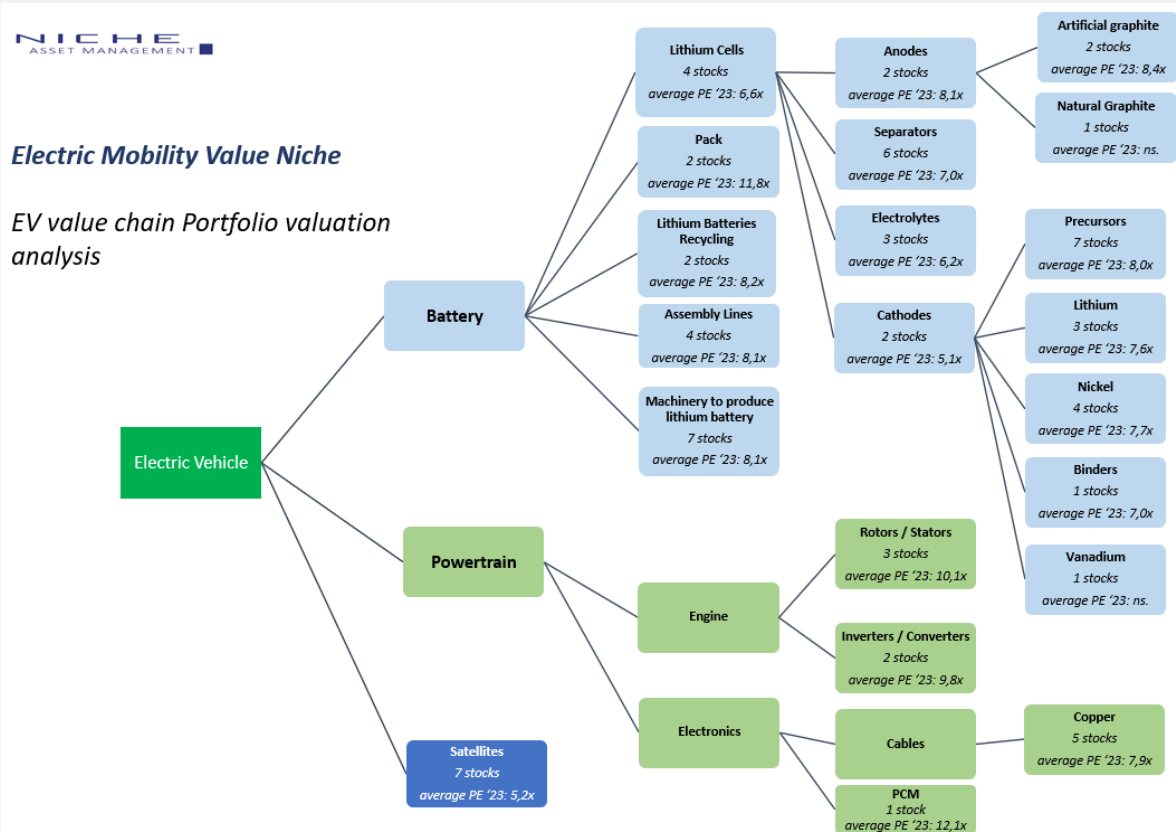 NICHE
ASSET MANAGEMENT
Electric Mobility Value Niche
EV value chain Portfolio valuation
analysis
Electric Vehicle
Battery
Powertrain
Satellites
7 stocks
average PE ‘23: 5,2x
Lithium Cells
4 stocks
average PE ‘23: 6,6x
Pack
2 stocks
average PE ‘23: 11,8x
Lithium Batteries
Recycling
2 stocks
average PE ‘23: 8,2x
Assembly Lines
4 stocks
average PE ‘23: 8,1x
Machinery to produce
lithium battery
7 stocks
average PE ‘23: 8,1x
Engine
Electronics
Anodes
2 stocks
average PE ‘23: 8,1x
Separators
6 stocks
average PE ‘23: 7,0x
Electrolytes
3 stocks
average PE ‘23: 6,2x
Cathodes
2 stocks
average PE ‘23: 5,1x
Rotors / Stators
3 stocks
average PE ‘23: 10,1x
Inverters / Converters
2 stocks
average PE ‘23: 9,8x
Cables
PCM
1 stock
average PE ‘23: 12,1x
Artificial graphite
2 stocks
average PE ‘23: 8,4x
Natural Graphite
1 stocks
average PE ‘23: ns.
Precursors
7 stocks
average PE ‘23: 8,0x
Lithium
3 stocks
average PE ‘23: 7,6x
Nickel
4 stocks
average PE ‘23: 7,7x
Binders
1 stocks
average PE ‘23: 7,0x
Vanadium
1 stocks
average PE ‘23: ns.
Copper
5 stocks
average PE ‘23: 7,9x